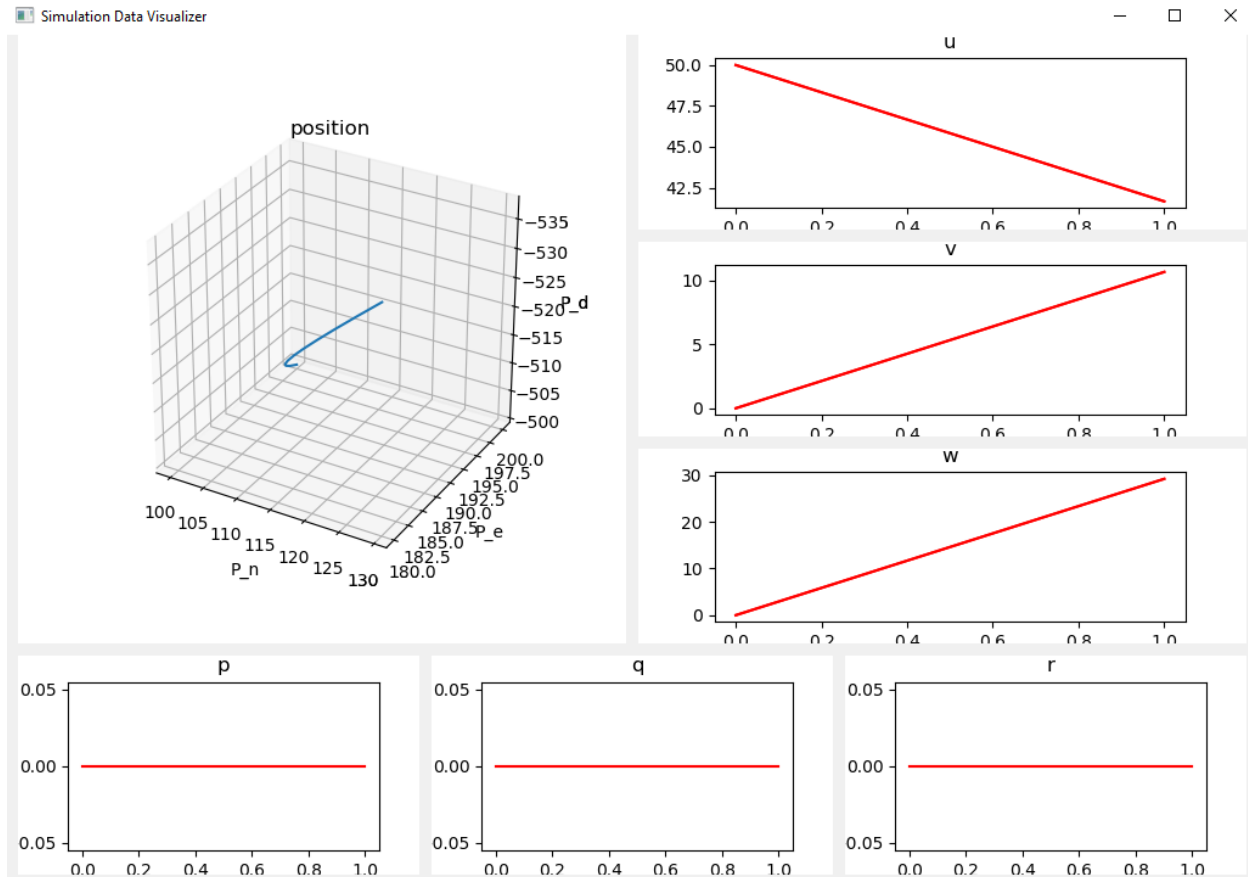 Simulation Data Visualizer
position
−535
−530
−525
−520
−515
−510
−505
−500
P_d
200.0
197.5
195.0
192.5
190.0
187.5
185.0
182.5
180.0
P_e
100
105
110
115
120
125
130
P_n
u
50.0
47.5
45.0
42.5
0.0 0.2 0.4 0.6 0.8 1.0
v
10
5
0
0.0 0.2 0.4 0.6 0.8 1.0
w
30
20
10
0
0.0 0.2 0.4 0.6 0.8 1.0
p
0.05
0.00
0.05
0.0 0.2 0.4 0.6 0.8 1.0
q
0.05
0.00
0.05
0.0 0.2 0.4 0.6 0.8 1.0
r
0.05
0.00
0.05
0.0 0.2 0.4 0.6 0.8 1.0